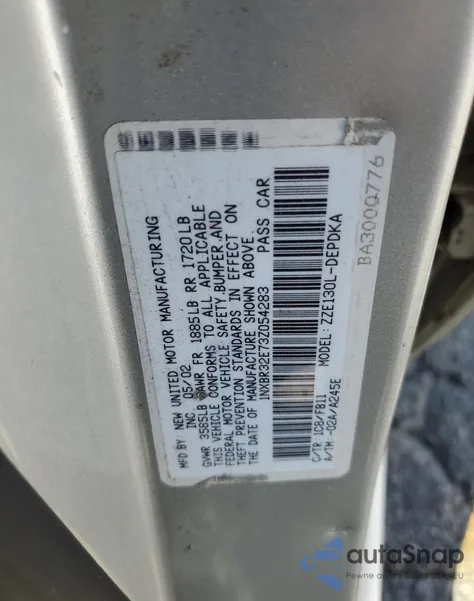 MFD.BY: NEW UNITED MOTOR MANUFACTURING
INC. 05/02
GVWR 3585LB GAWR FR 1885LB RR 1720LB
THIS VEHICLE CONFORMS TO ALL APPLICABLE
FEDERAL MOTOR VEHICLE SAFETY,BUMPER,AND
THEFT PREVENTION STANDARDS IN EFFECT ON
THE DATE OF MANUFACTURE SHOWN ABOVE.
1NXBR32E73Z054283 PASS CAR
MODEL: ZZE130L-DEPDKA
C/TR: 1C8/FB11
A/TM: -02A/A245E
BA3000776
autoSnap